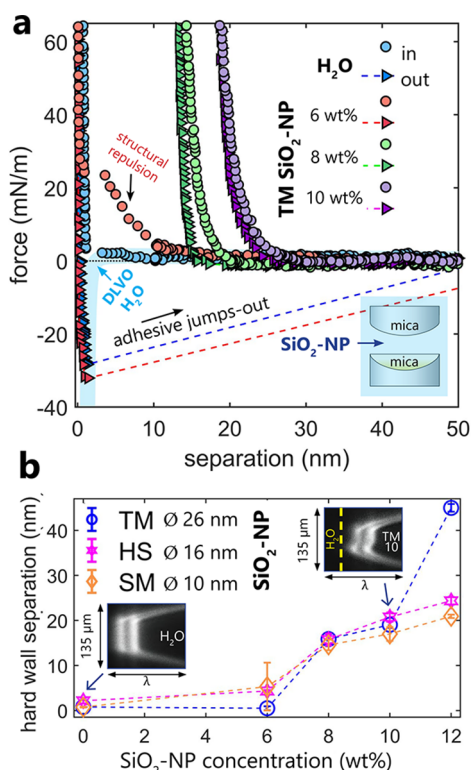 a
force (mN/m)
60
40
20
0
-20
-40
structural
repulsion
DLVO
H2O
adhesive jumps-out
H2O
in
out
TM SiO2-NP
6 wt%
8 wt%
10 wt%
SiO2-NP
mica
mica
0
10
20
30
40
50
separation (nm)
b
hard wall separation (nm)
40
20
0
TM Ø 26 nm
HS Ø 16 nm
SM Ø 10 nm
SiO2-NP
135 µm
H2O
λ
135 µm
H2O
TM
10
λ
0
2
4
6
8
10
12
SiO2-NP concentration (wt%)